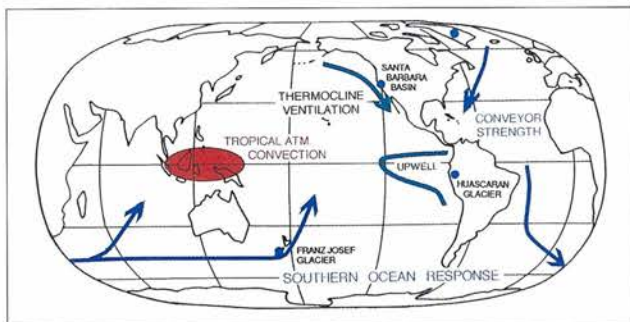 SANTA
BARBARA
BASIN
THERMOCLINE
VENTILATION
CONVEYOR
STRENGTH
TROPICAL ATM.
CONVECTION
UPWELL
HUASCARAN
GLACIER
FRANZ JOSEF
GLACIER
SOUTHERN OCEAN RESPONSE